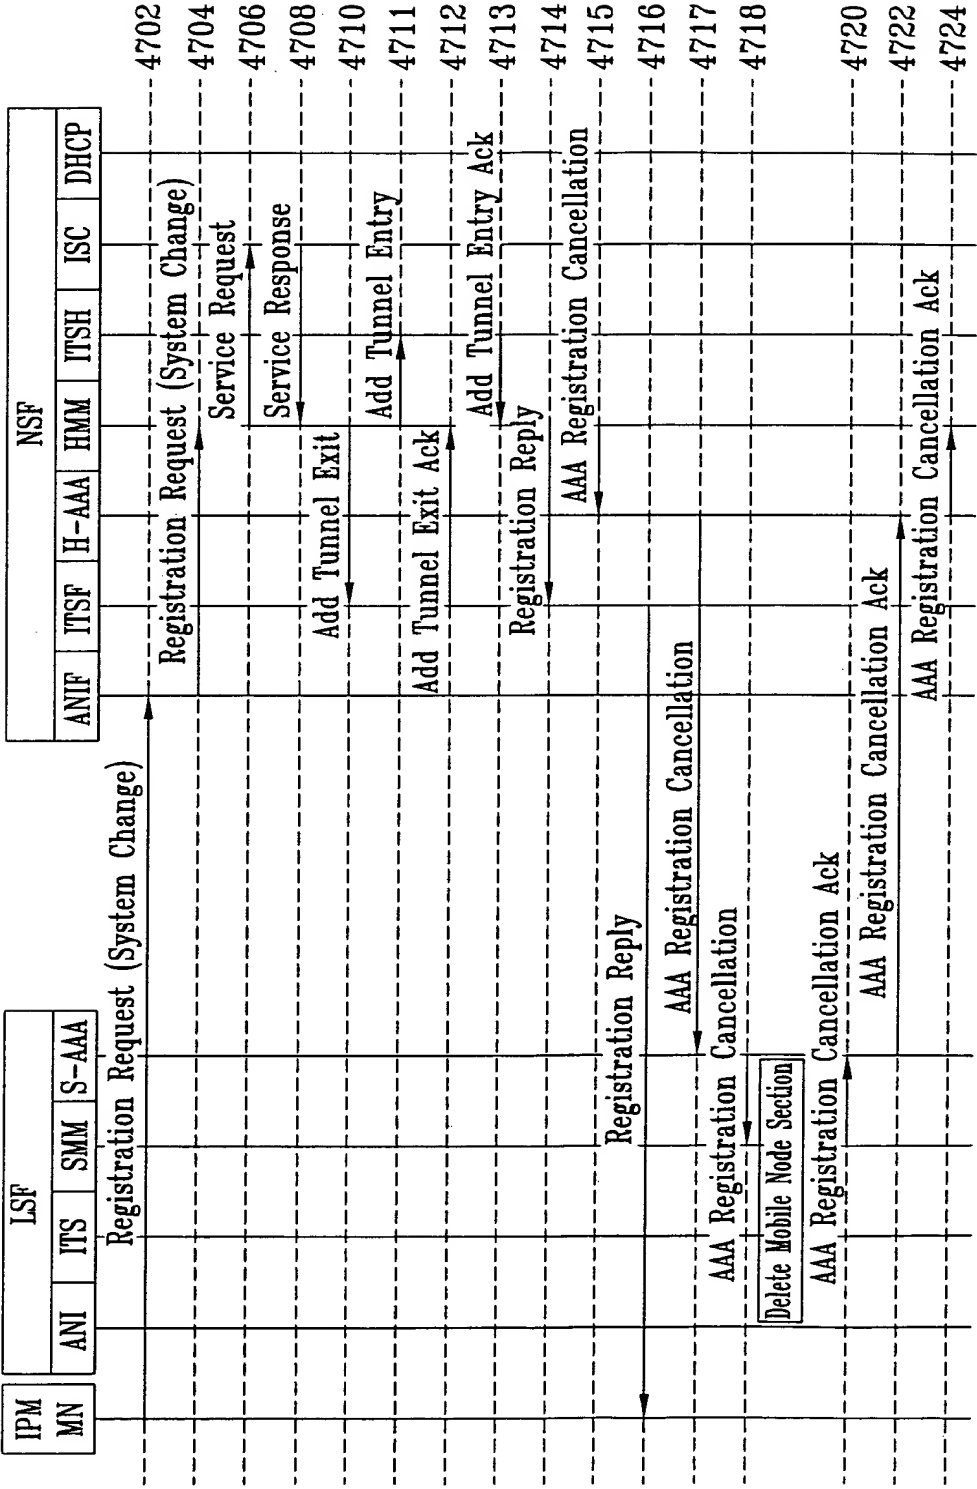 IPM
MN
LSF
ANI
ITS
SMM
S-AAA
NSF
ANIF
ITSF
H-AAA
HMM
ITSH
ISC
DHCP
Registration Request (System Change)
4702
Registration Request (System Change)
4704
Service Request
4706
Service Response
4708
Add Tunnel Exit
4710
Add Tunnel Entry
4711
Add Tunnel Exit Ack
4712
Add Tunnel Entry Ack
4713
Registration Reply
4714
AAA Registration Cancellation
4715
Registration Reply
4716
AAA Registration Cancellation
4717
AAA Registration Cancellation
4718
Delete Mobile Node Section
AAA Registration Cancellation Ack
4720
AAA Registration Cancellation Ack
4722
AAA Registration Cancellation Ack
4724